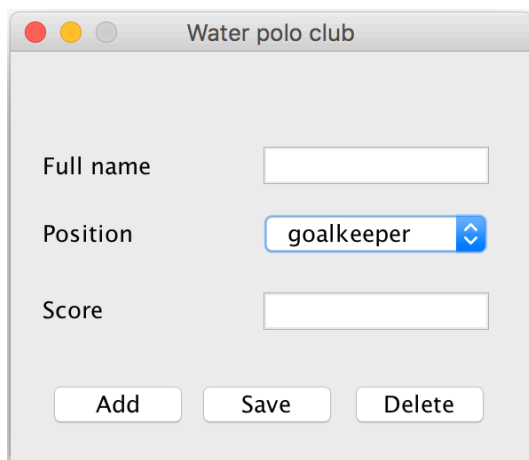 Water polo club
Full name
Position goalkeeper
Score
Add Save Delete